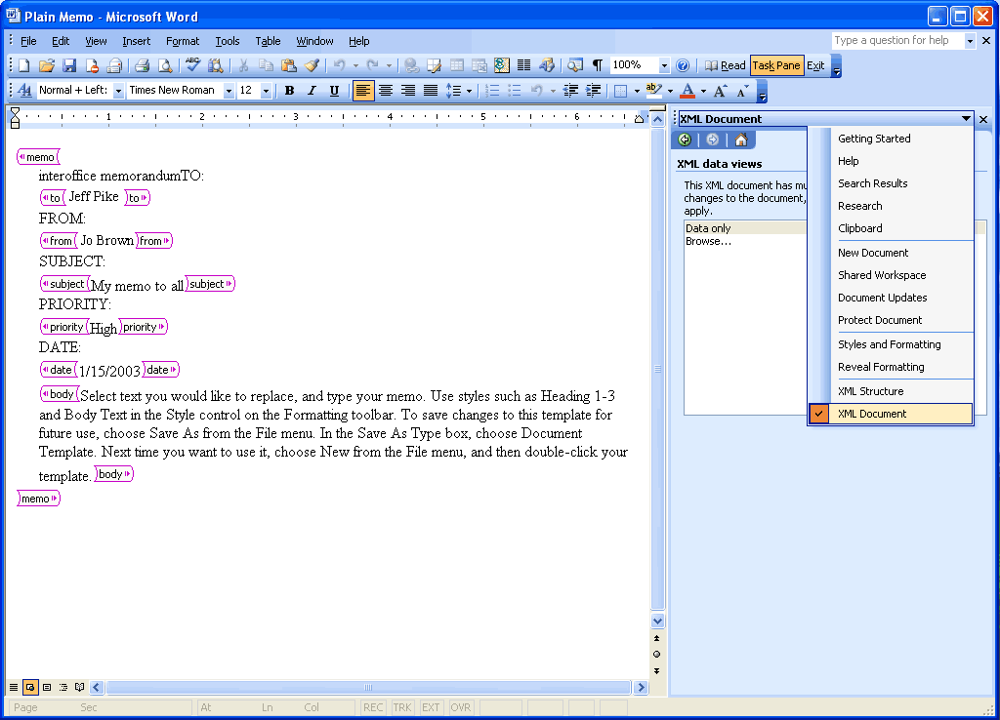 Plain Memo - Microsoft Word
File Edit View Insert Format Tools Table Window Help
Type a question for help
100% Read Task Pane Exit
Normal + Left: Times New Roman 12 B I U
1 2 3 4 5 6
memo
interoffice memorandumTO:
to Jeff Pike to
FROM:
from Jo Brown from
SUBJECT:
subject My memo to all subject
PRIORITY:
priority High priority
DATE:
date 1/15/2003 date
body Select text you would like to replace, and type your memo. Use styles such as Heading 1-3
and Body Text in the Style control on the Formatting toolbar. To save changes to this template for
future use, choose Save As from the File menu. In the Save As Type box, choose Document
Template. Next time you want to use it, choose New from the File menu, and then double-click your
template. body
memo
XML Document
XML data views
This XML document has mu
changes to the document,
apply.
Data only
Browse...
Getting Started
Help
Search Results
Research
Clipboard
New Document
Shared Workspace
Document Updates
Protect Document
Styles and Formatting
Reveal Formatting
XML Structure
XML Document
Page Sec At Ln Col REC TRK EXT OVR